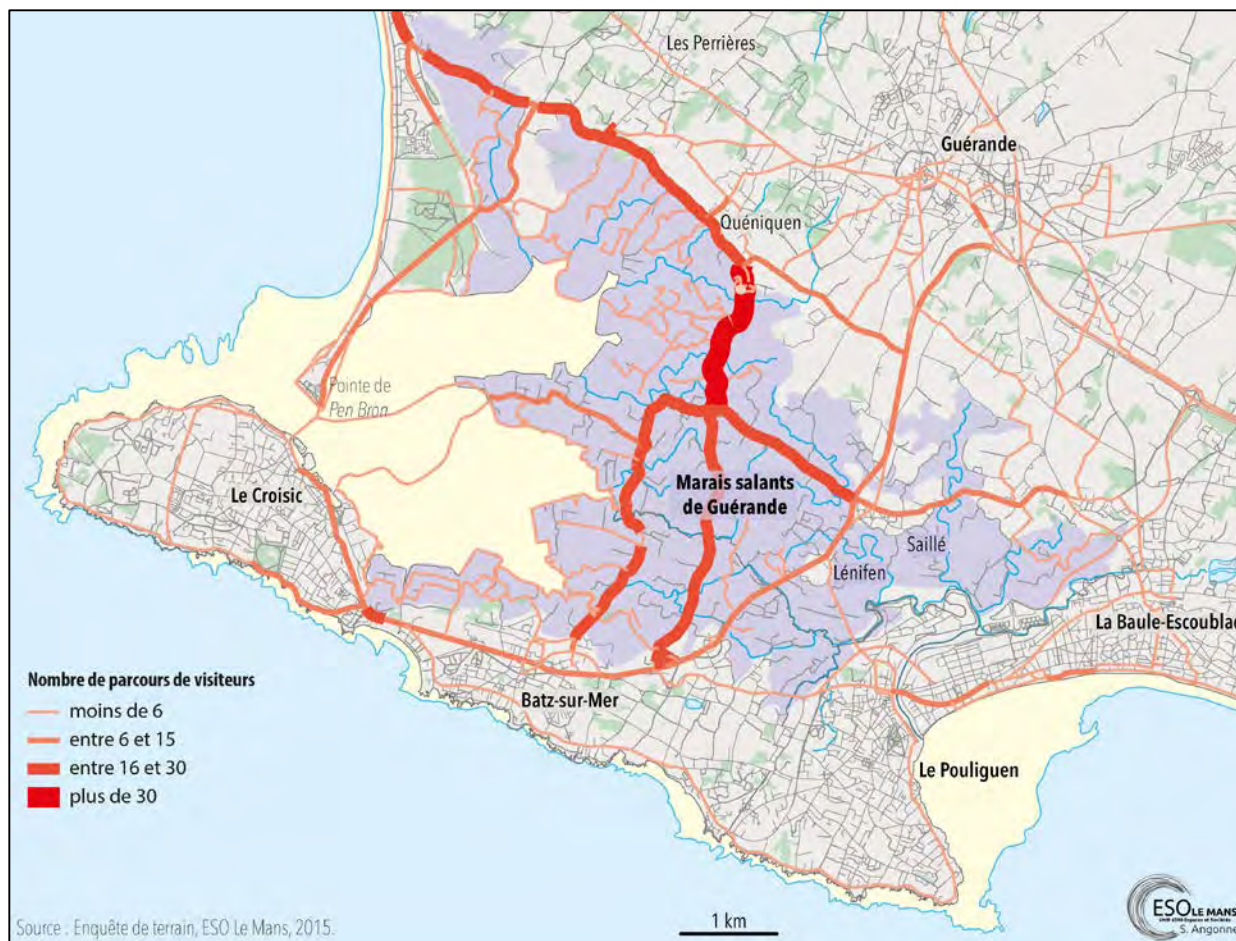 Les Perrières
Guérande
Quéniquen
Pointe de
Pen Bron
Le Croisic
Marais salants
de Guérande
Saillé
Lénifen
La Baule-Escoublac
Batz-sur-Mer
Le Pouliguen
Nombre de parcours de visiteurs
moins de 6
entre 6 et 15
entre 16 et 30
plus de 30
Source : Enquête de terrain, ESO Le Mans, 2015.
1 km
ESO LE MANS
S. Angonnet